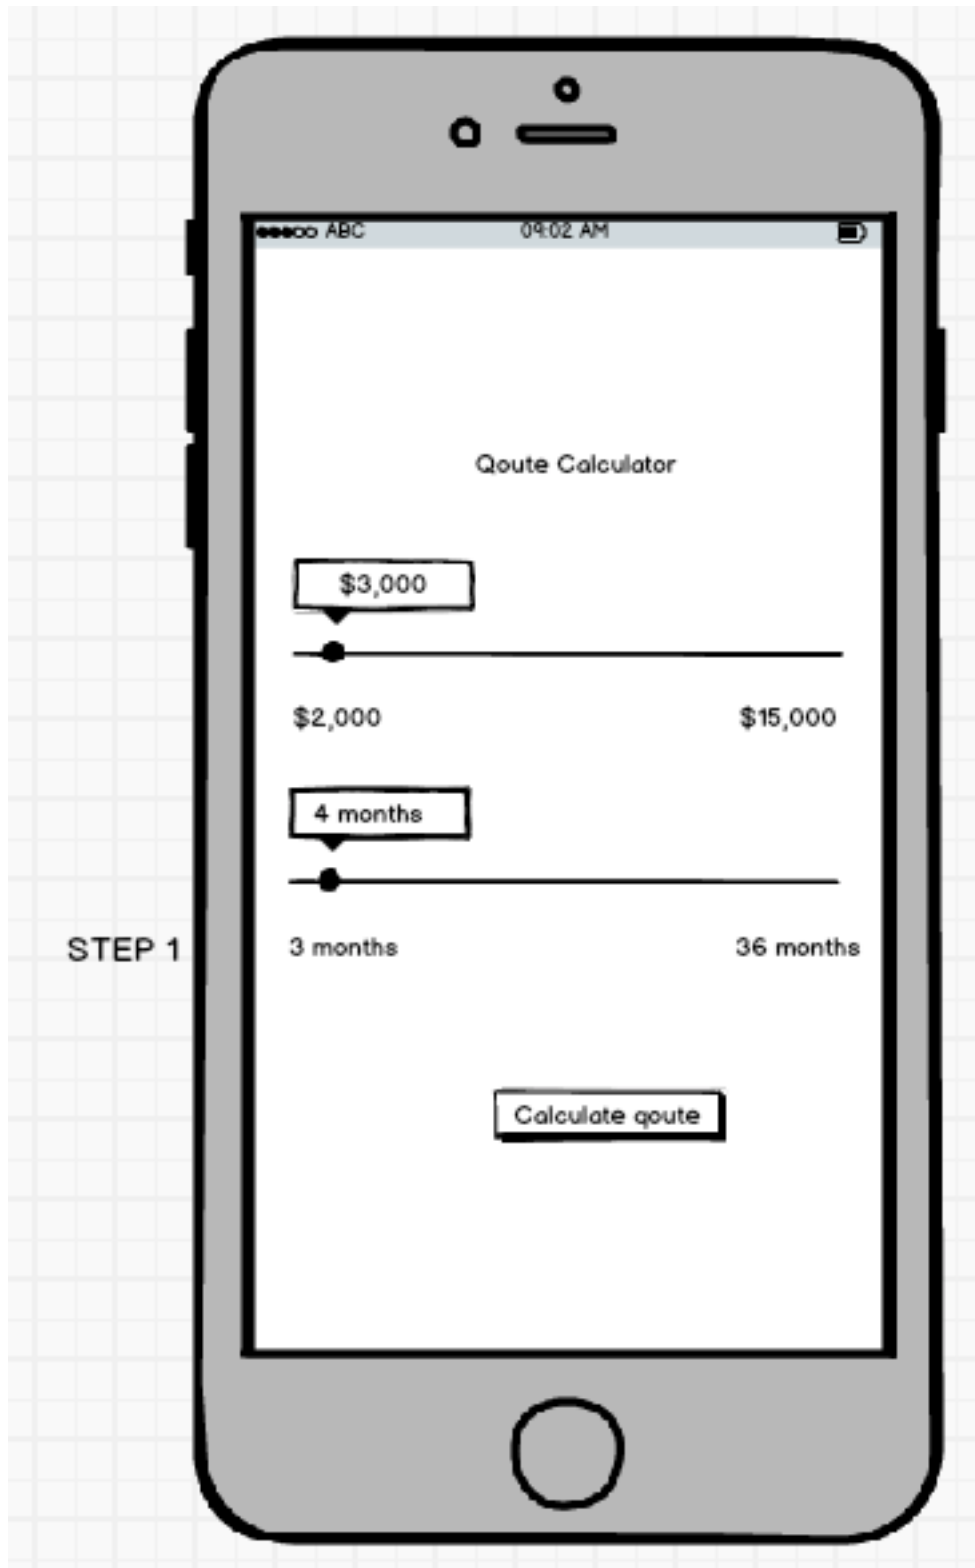 ABC 09:02 AM
Qoute Calculator
$3,000
$2,000 $15,000
4 months
STEP 1 3 months 36 months
Calculate qoute